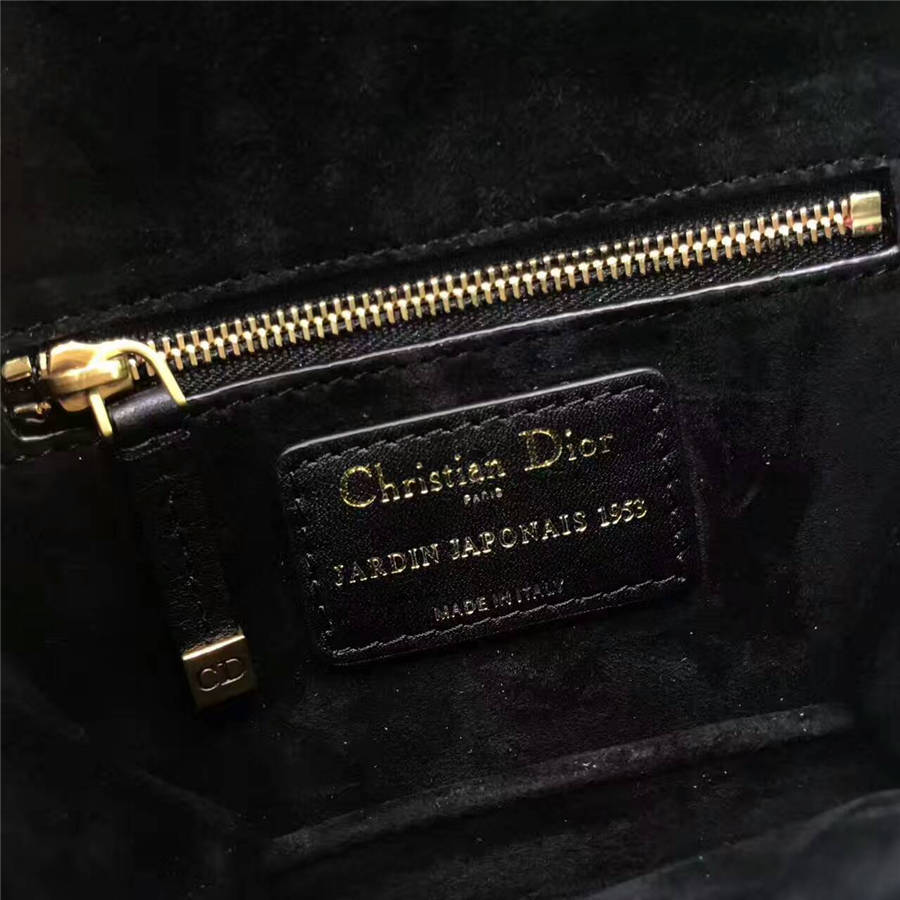 Christian Dior
PARIS
JARDIN JAPONAIS 1953
MADE IN ITALY
CD